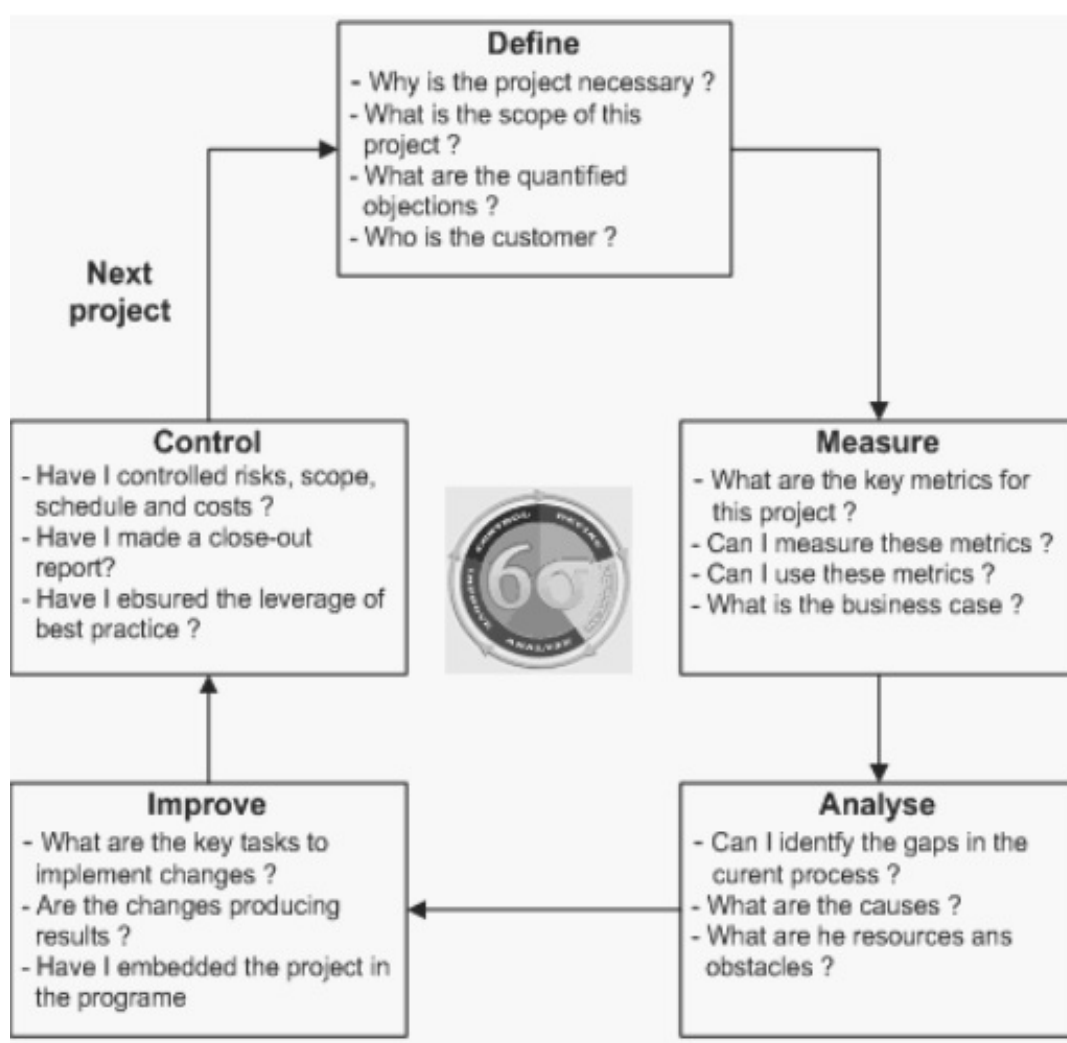 Define
- Why is the project necessary ?
- What is the scope of this
project ?
- What are the quantified
objections ?
- Who is the customer ?
Next
project
Control
- Have I controlled risks, scope,
schedule and costs ?
- Have I made a close-out
report?
- Have I ebsured the leverage of
best practice ?
Measure
- What are the key metrics for
this project ?
- Can I measure these metrics ?
- Can I use these metrics ?
- What is the business case ?
CONTROL
IMPROVE
ANALYZE
6σ
Improve
- What are the key tasks to
implement changes ?
- Are the changes producing
results ?
- Have I embedded the project in
the programe
Analyse
- Can I identfy the gaps in the
curent process ?
- What are the causes ?
- What are he resources ans
obstacles ?